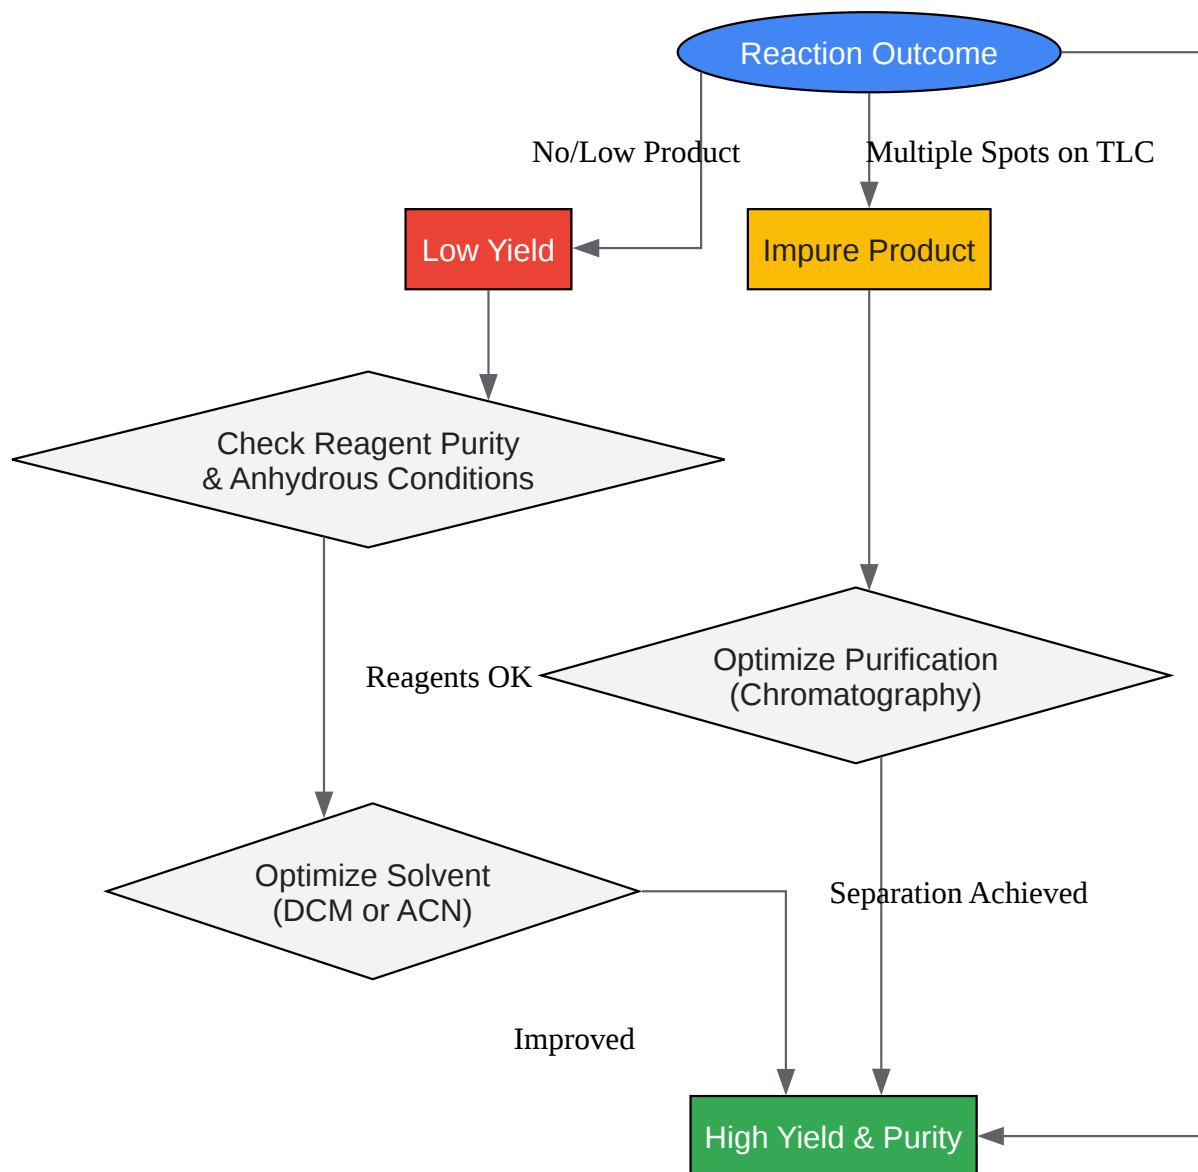 Reaction Outcome
No/Low Product
Multiple Spots on TLC
Low Yield
Impure Product
Check Reagent Purity
& Anhydrous Conditions
Reagents OK
Optimize Purification
(Chromatography)
Optimize Solvent
(DCM or ACN)
Separation Achieved
Improved
High Yield & Purity